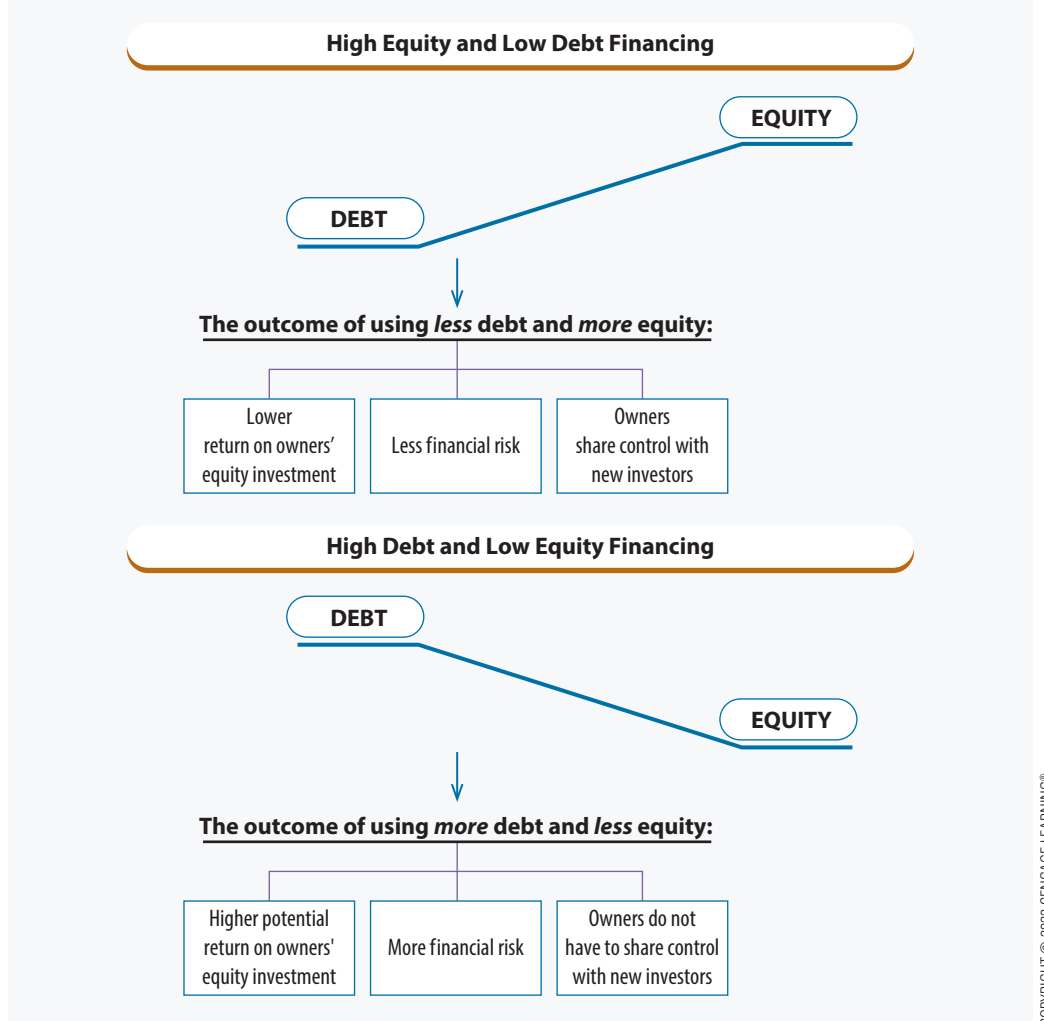 High Equity and Low Debt Financing
EQUITY
DEBT
The outcome of using less debt and more equity:
Lower
return on owners’
equity investment
Less financial risk
Owners
share control with
new investors
High Debt and Low Equity Financing
DEBT
EQUITY
The outcome of using more debt and less equity:
Higher potential
return on owners'
equity investment
More financial risk
Owners do not
have to share control
with new investors